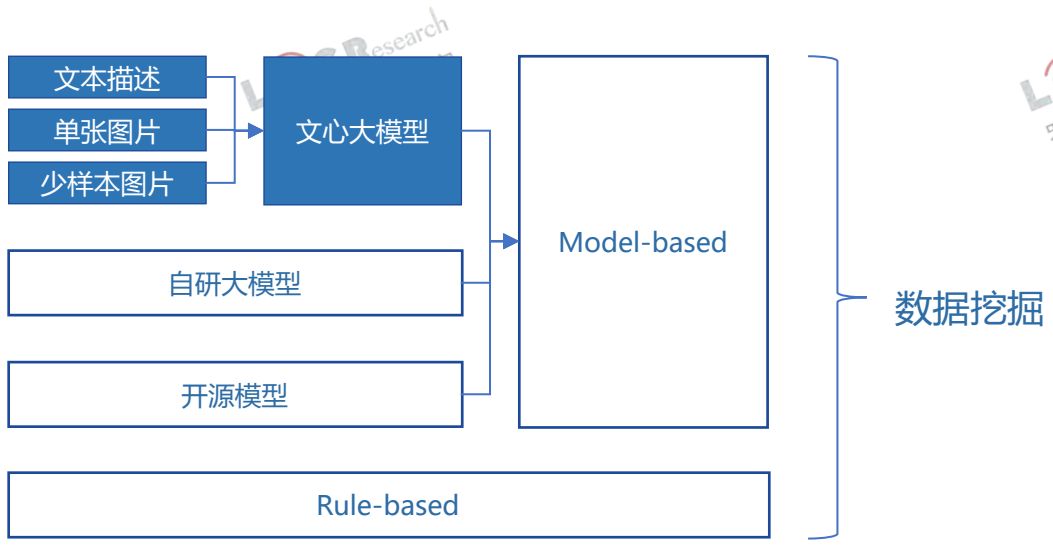 文本描述
单张图片
少样本图片
文心大模型
自研大模型
开源模型
Model-based
Rule-based
数据挖掘